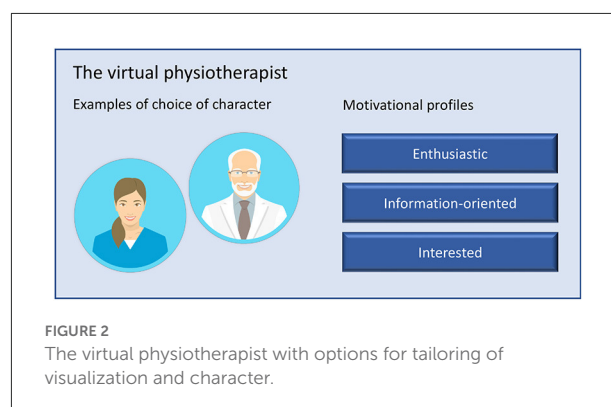 The virtual physiotherapist
Examples of choice of character
Motivational profiles
Enthusiastic
Information-oriented
Interested
FIGURE 2
The virtual physiotherapist with options for tailoring of
visualization and character.